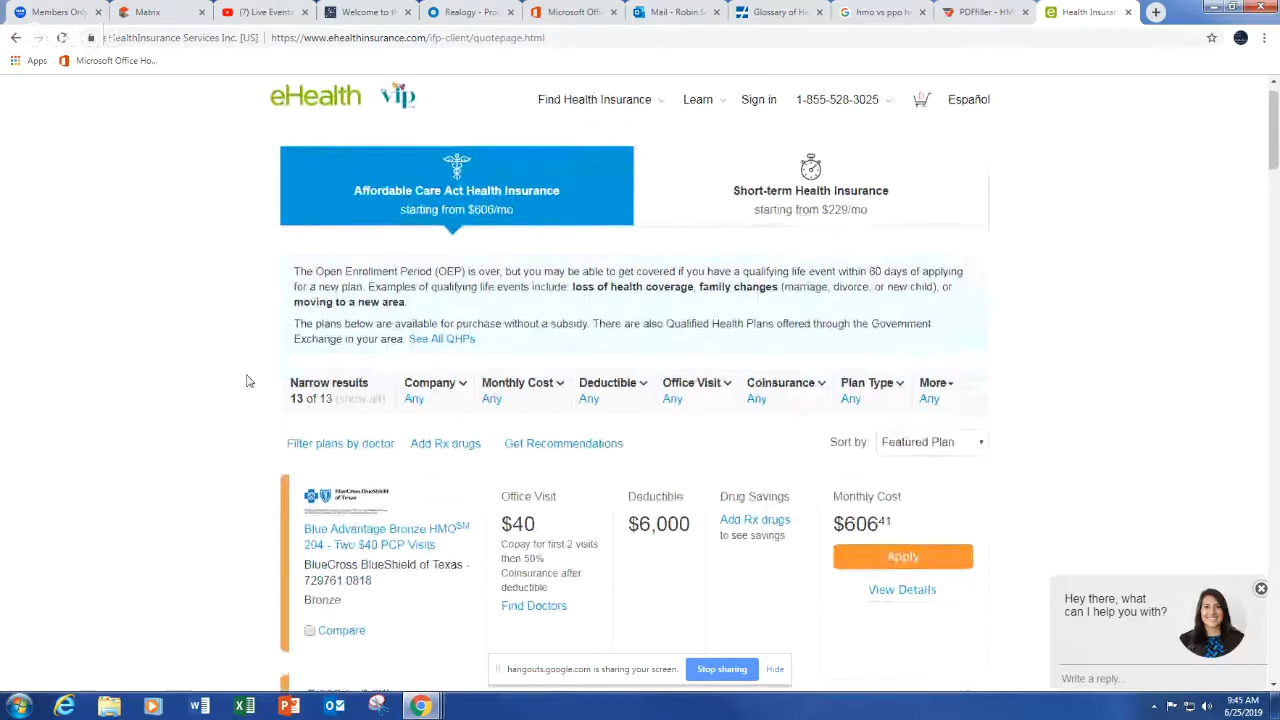 Members Only
Matrix
(7) Live Events
Welcome to th
Realogy - Pro
Microsoft Offic
Mail - Robin.S
Glossary of He
hmo vs ppo h
PDFfiller - HM
Health Insuran
eHealthInsurance Services Inc. [US]
https://www.ehealthinsurance.com/ifp-client/quotepage.html
Apps
Microsoft Office Ho...
eHealth
vip
Find Health Insurance
Learn
Sign in
1-855-528-3025
0
Español
Affordable Care Act Health Insurance
starting from $606/mo
Short-term Health Insurance
starting from $229/mo
The Open Enrollment Period (OEP) is over, but you may be able to get covered if you have a qualifying life event within 60 days of applying
for a new plan. Examples of qualifying life events include: loss of health coverage, family changes (marriage, divorce, or new child), or
moving to a new area.
The plans below are available for purchase without a subsidy. There are also Qualified Health Plans offered through the Government
Exchange in your area. See All QHPs
Narrow results
13 of 13 (show all)
Company
Any
Monthly Cost
Any
Deductible
Any
Office Visit
Any
Coinsurance
Any
Plan Type
Any
More
Any
Filter plans by doctor
Add Rx drugs
Get Recommendations
Sort by:
Featured Plan
BlueCross BlueShield
of Texas
Blue Advantage Bronze HMO℠
204 - Two $40 PCP Visits
BlueCross BlueShield of Texas -
729761 0818
Bronze
Compare
Office Visit
$40
Copay for first 2 visits
then 50%
Coinsurance after
deductible
Find Doctors
Deductible
$6,000
Drug Savings
Add Rx drugs
to see savings
Monthly Cost
$606.41
Apply
View Details
Hey there, what
can I help you with?
Write a reply...
hangouts.google.com is sharing your screen.
Stop sharing
Hide
9:45 AM
6/25/2019